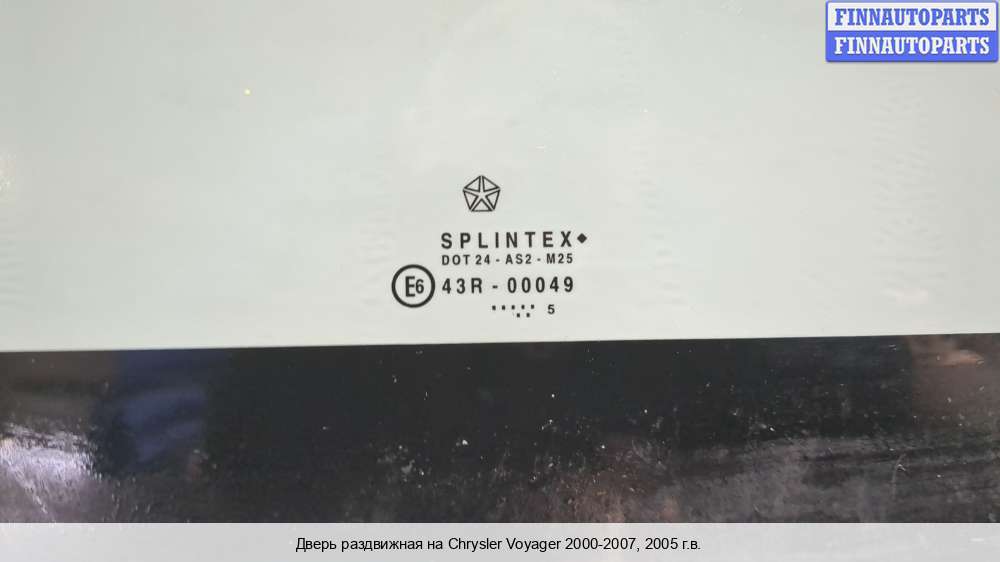 FINNAUTOPARTS
FINNAUTOPARTS
SPLINTEX
DOT 24 - AS2 - M25
E6 43R - 00049
5
Дверь раздвижная на Chrysler Voyager 2000-2007, 2005 г.в.